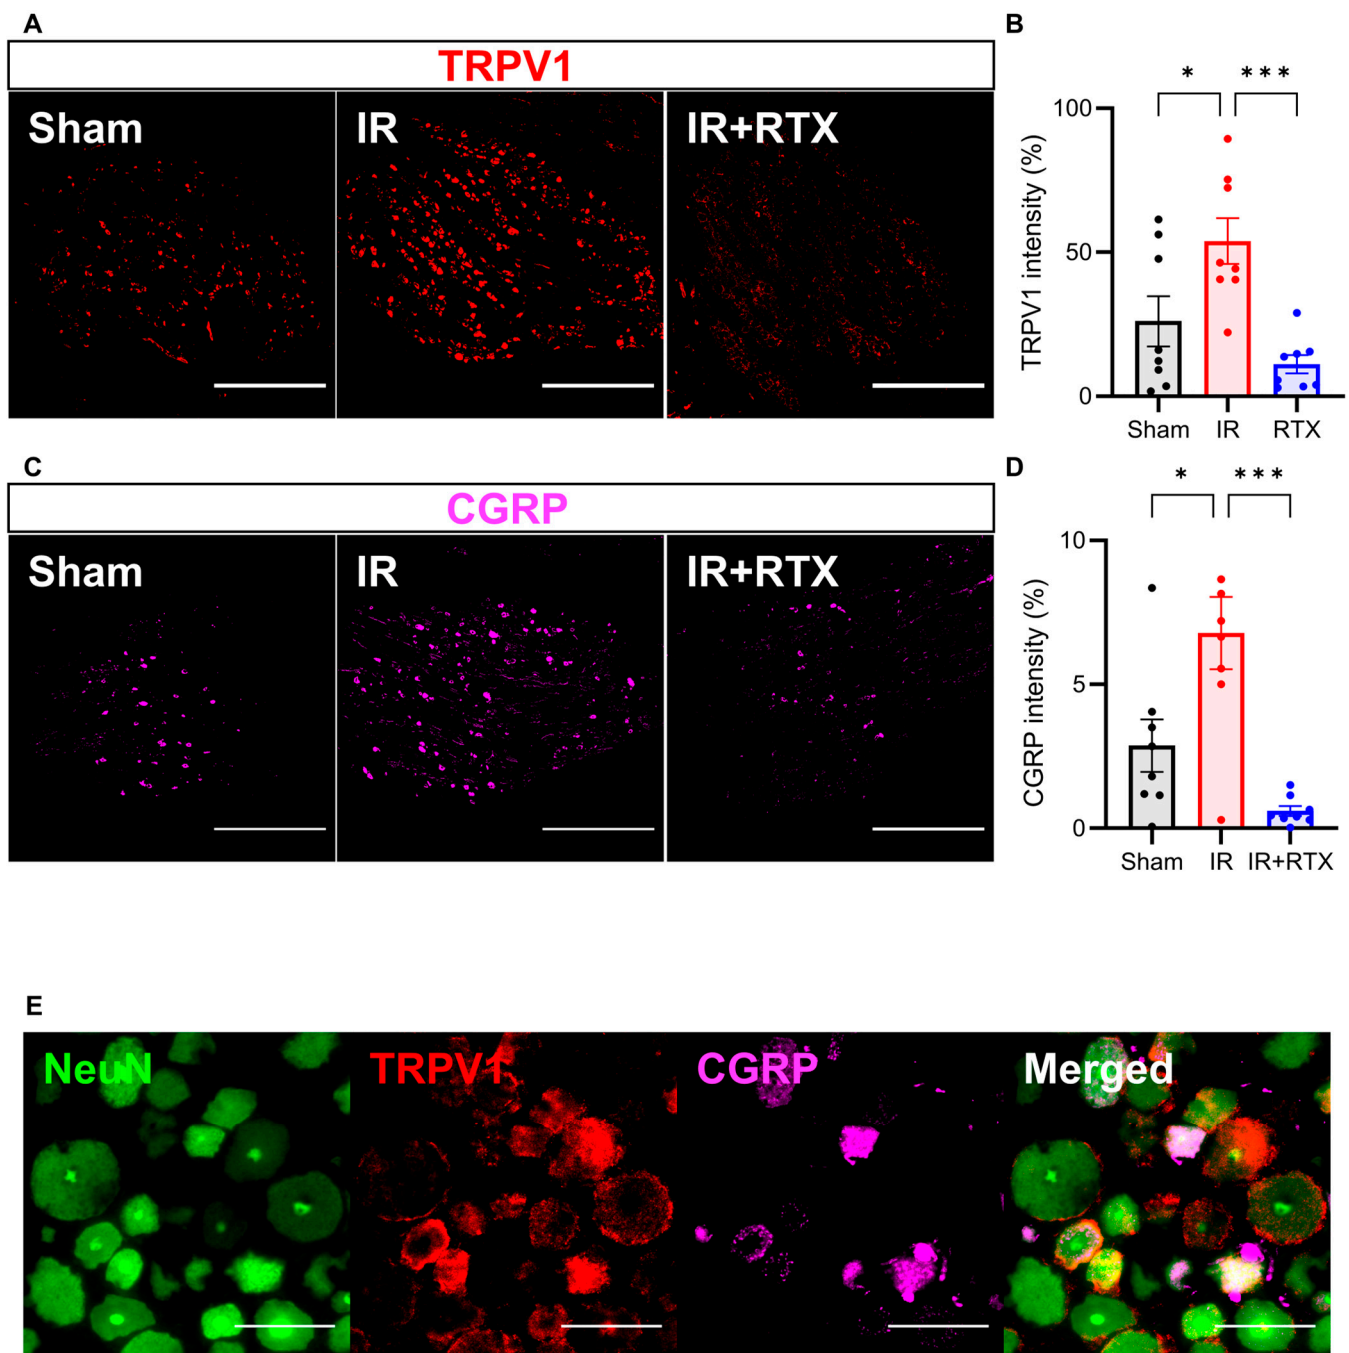 A
TRPV1
Sham
IR
IR+RTX
B
*
***
TRPV1 intensity (%)
100
50
0
Sham
IR
RTX
C
CGRP
Sham
IR
IR+RTX
D
*
***
CGRP intensity (%)
10
5
0
Sham
IR
IR+RTX
E
NeuN
TRPV1
CGRP
Merged